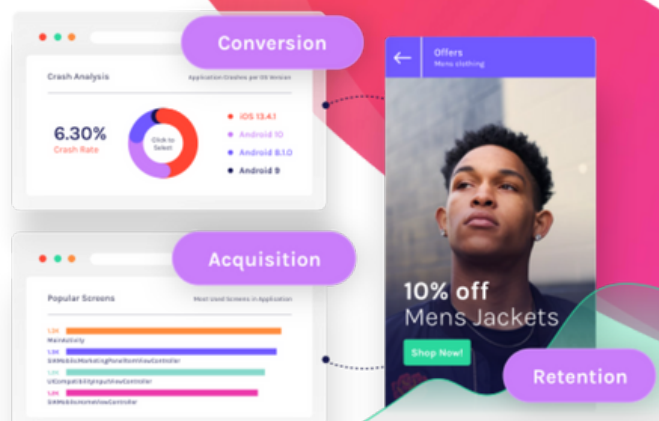 Conversion
Crash Analysis
Application Crashes per OS Version
6.30%
Crash Rate
Click to
Select
iOS 13.4.1
Android 10
Android 8.1.0
Android 9
Acquisition
Popular Screens
Most Used Screens in Application
MainActivity
Offers
Mens clothing
10% off
Mens Jackets
Shop Now!
Retention